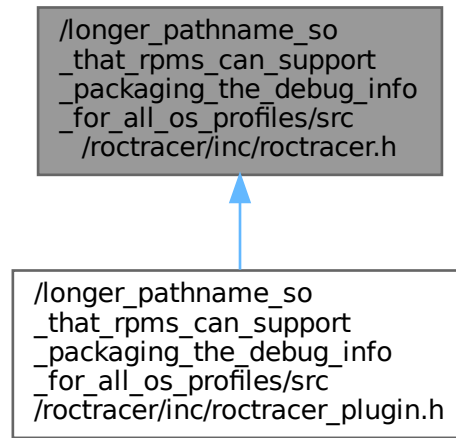 /longer_pathname_so
_that_rpms_can_support
_packaging_the_debug_info
_for_all_os_profiles/src
/roctracer/inc/roctracer.h
/longer_pathname_so
_that_rpms_can_support
_packaging_the_debug_info
_for_all_os_profiles/src
/roctracer/inc/roctracer_plugin.h